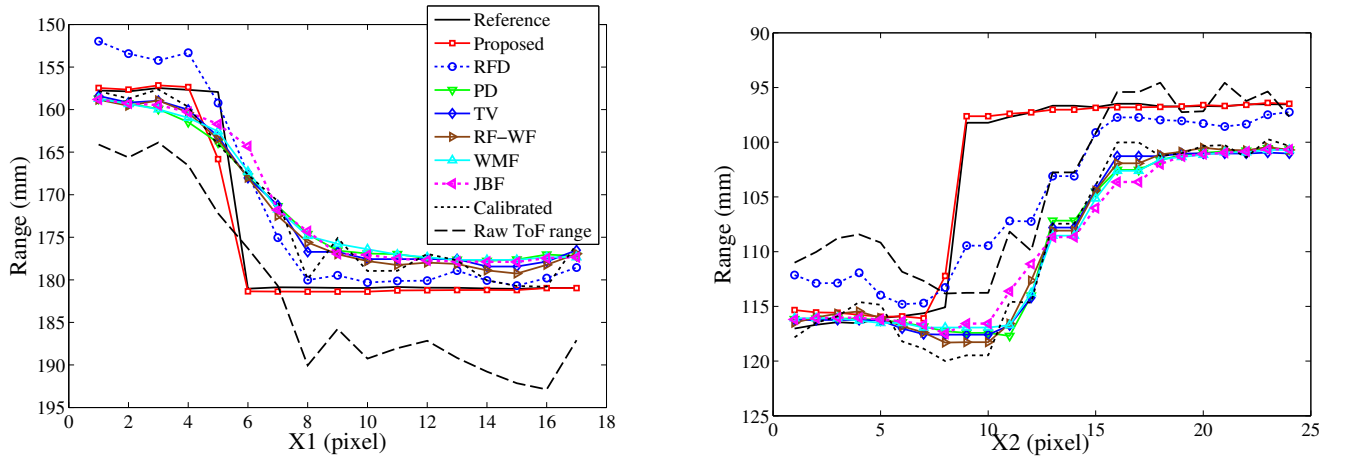 150
155
160
165
170
175
180
185
190
195
0
2
4
6
8
10
12
14
16
18
Range (mm)
X1 (pixel)
Reference
Proposed
RFD
PD
TV
RF−WF
WMF
JBF
Calibrated
Raw ToF range
90
95
100
105
110
115
120
125
0
5
10
15
20
25
Range (mm)
X2 (pixel)